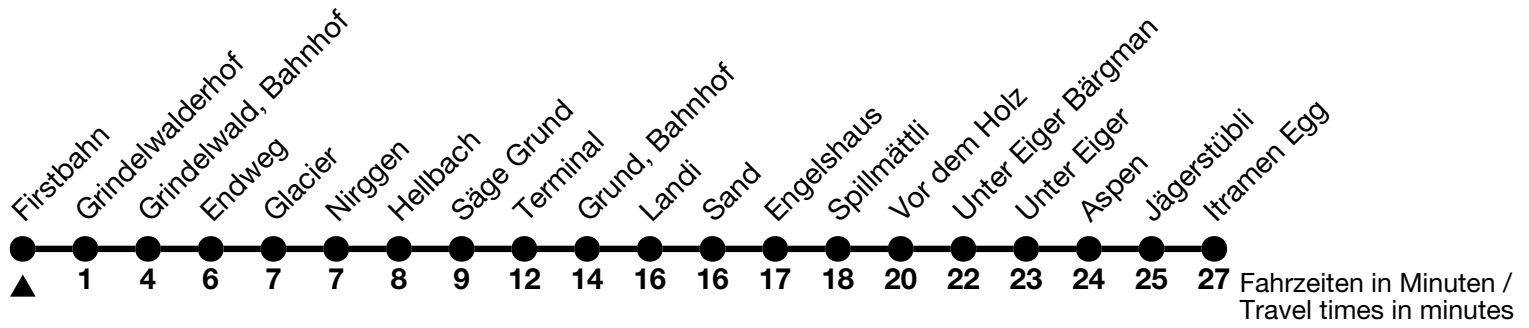 Firstbahn
Grindelwalderhof
Grindelwald, Bahnhof
Endweg
Glacier
Nirggen
Hellbach
Säge Grund
Terminal
Grund, Bahnhof
Landi
Sand
Engelshaus
Spillmättli
Vor dem Holz
Unter Eiger Bärgman
Unter Eiger
Aspen
Jägerstübli
Itramen Egg
1 4 6 7 7 8 9 12 14 16 16 17 18 20 22 23 24 25 27
Fahrzeiten in Minuten /
Travel times in minutes